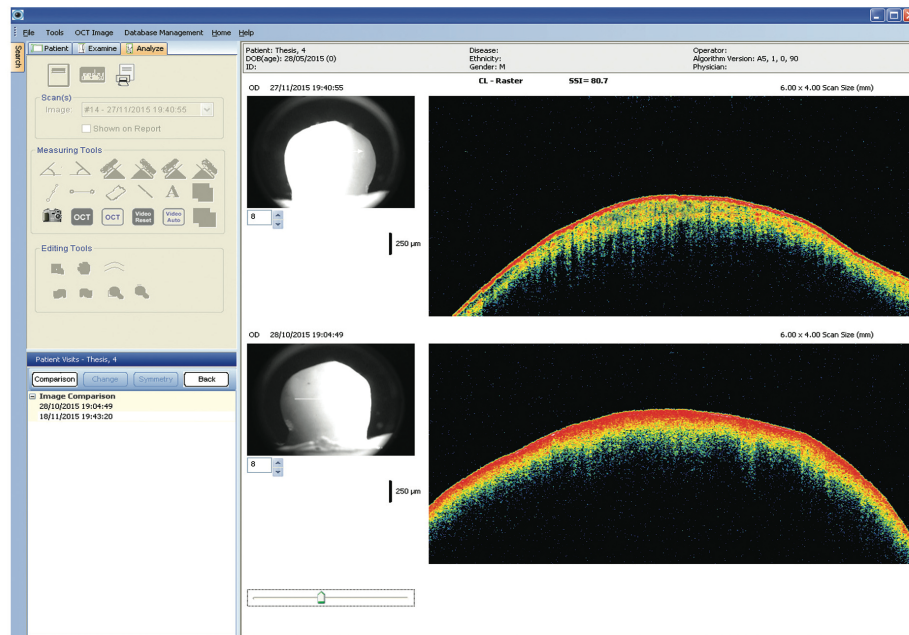 File Tools OCT Image Database Management Home Help
Search
Patient Examine Analyze
Scan(s)
Image: #14 - 27/11/2015 19:40:55
Shown on Report
Measuring Tools
A
OCT OCT Video Reset Video Auto
Editing Tools
Patient Visits - Thesis, 4
Comparison Change Symmetry Back
Image Comparison
28/10/2015 19:04:49
18/11/2015 19:43:20
Patient: Thesis, 4 Disease: Operator:
DOB(age): 28/05/2015 (0) Ethnicity: Algorithm Version: A5, 1, 0, 90
ID: Gender: M Physician:
CL - Raster SSI= 80.7
OD 27/11/2015 19:40:55 6.00 x 4.00 Scan Size (mm)
8
250 µm
OD 28/10/2015 19:04:49 6.00 x 4.00 Scan Size (mm)
8
250 µm